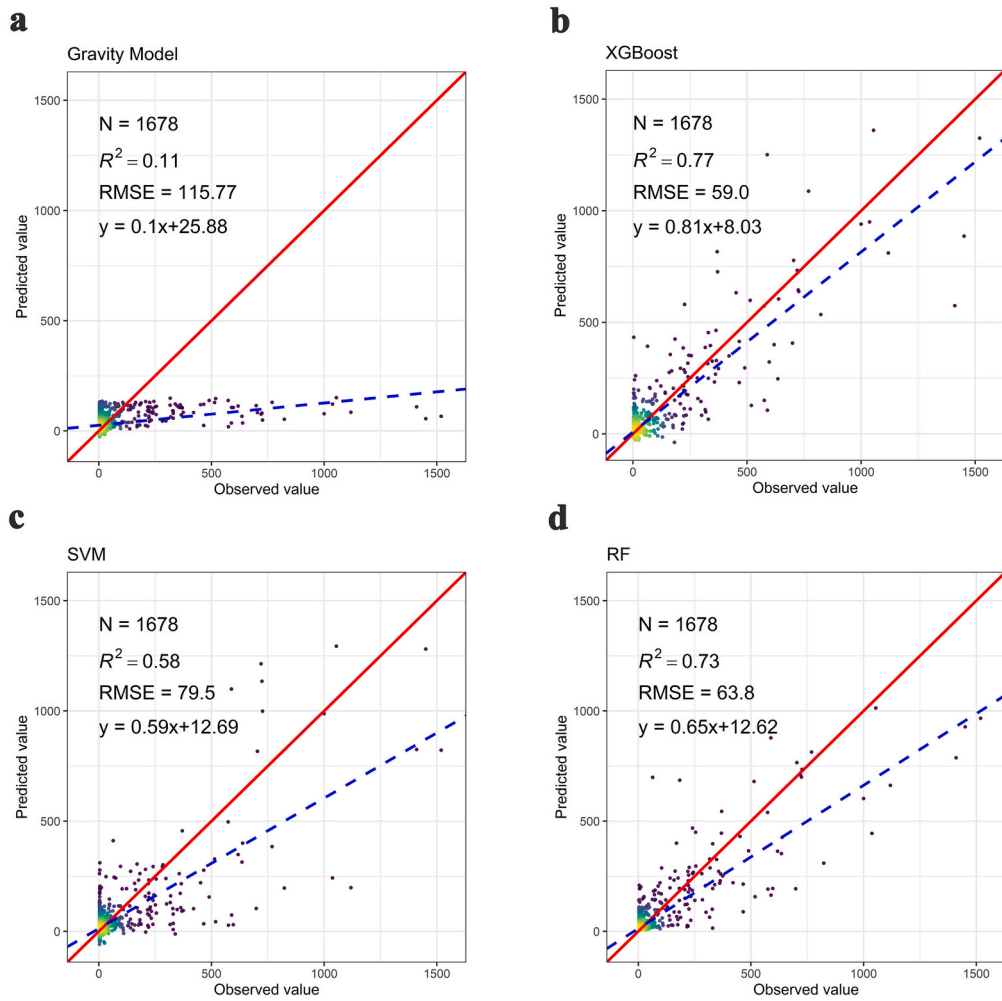 a
Gravity Model
N = 1678
R² = 0.11
RMSE = 115.77
y = 0.1x+25.88
1500
1000
500
0
Predicted value
0 500 1000 1500
Observed value
b
XGBoost
N = 1678
R² = 0.77
RMSE = 59.0
y = 0.81x+8.03
1500
1000
500
0
Predicted value
0 500 1000 1500
Observed value
c
SVM
N = 1678
R² = 0.58
RMSE = 79.5
y = 0.59x+12.69
1500
1000
500
0
Predicted value
0 500 1000 1500
Observed value
d
RF
N = 1678
R² = 0.73
RMSE = 63.8
y = 0.65x+12.62
1500
1000
500
0
Predicted value
0 500 1000 1500
Observed value